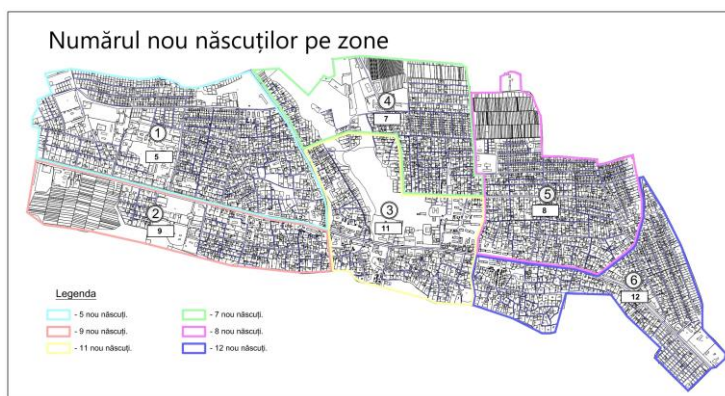 Numărul nou născuților pe zone
4
7
1
5
5
8
3
11
2
9
6
12
Legenda
- 5 nou născuți.
- 7 nou născuți.
- 9 nou născuți.
- 8 nou născuți.
- 11 nou născuți.
- 12 nou născuți.